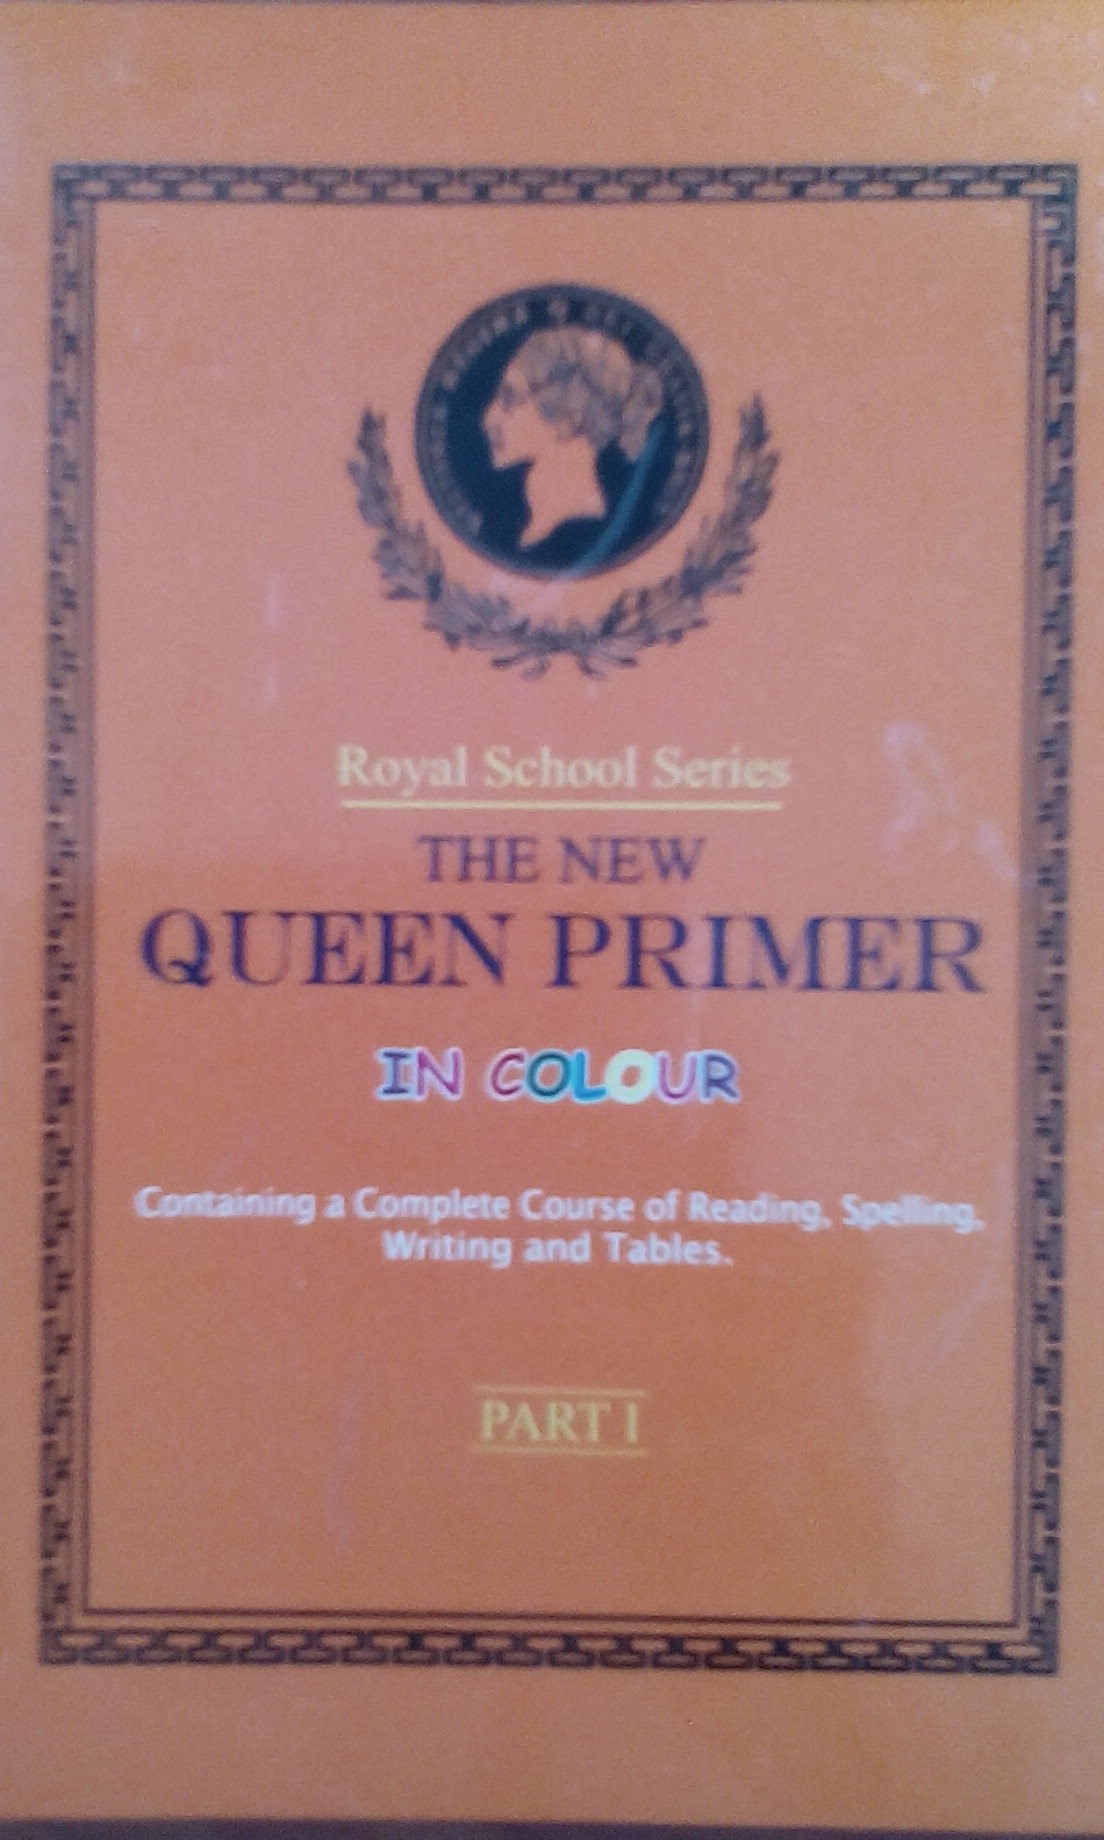 Royal School Series
THE NEW
QUEEN PRIMER
IN COLOUR
Containing a Complete Course of Reading, Spelling,
Writing and Tables.
PART I